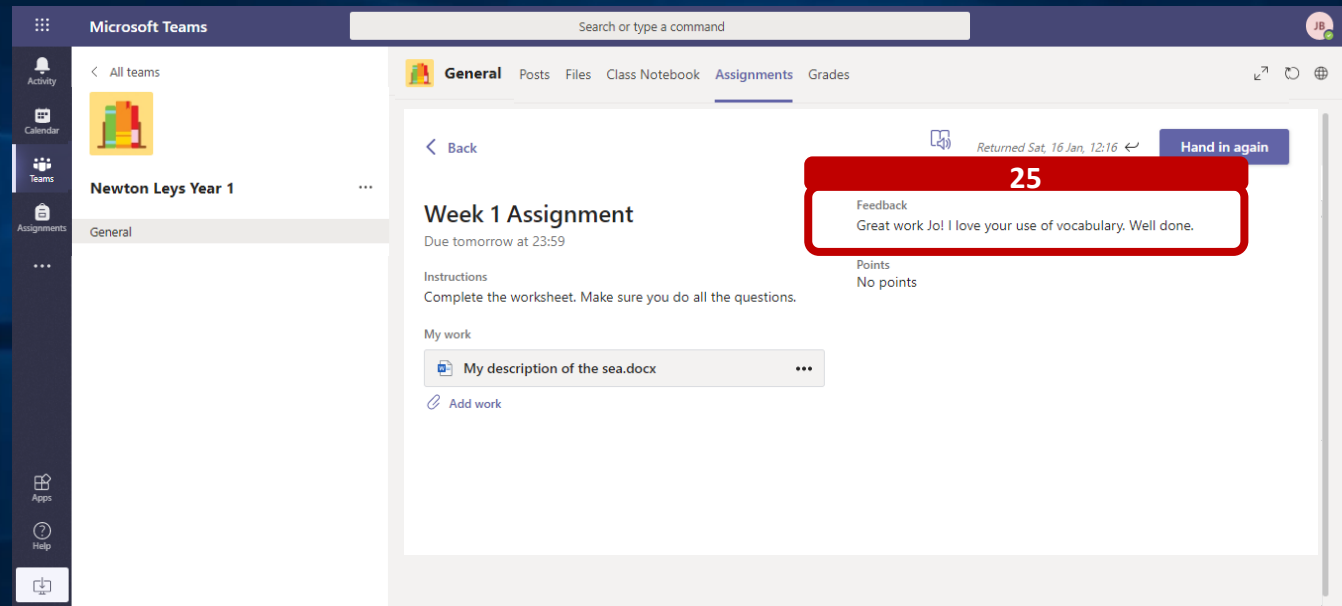 Microsoft Teams
Search or type a command
JB
Activity
Calendar
Teams
Assignments
Apps
Help
All teams
Newton Leys Year 1
General
General Posts Files Class Notebook Assignments Grades
Back
Returned Sat, 16 Jan, 12:16
Hand in again
25
Week 1 Assignment
Due tomorrow at 23:59
Instructions
Complete the worksheet. Make sure you do all the questions.
My work
My description of the sea.docx
Add work
Feedback
Great work Jo! I love your use of vocabulary. Well done.
Points
No points